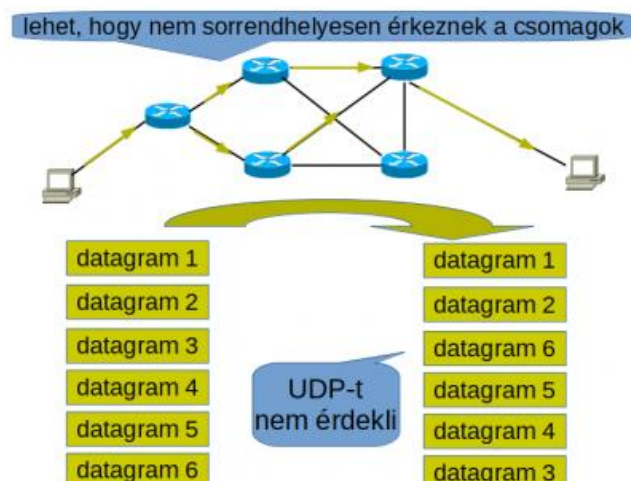 lehet, hogy nem sorrendhelyesen érkeznek a csomagok
datagram 1
datagram 2
datagram 3
datagram 4
datagram 5
datagram 6
UDP-t
nem érdekli
datagram 1
datagram 2
datagram 6
datagram 5
datagram 4
datagram 3